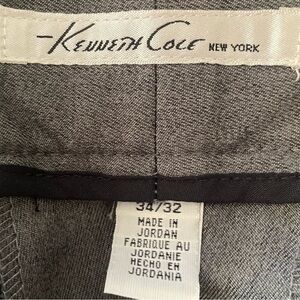 Kenneth Cole NEW YORK
34/32
MADE IN
JORDAN
FABRIQUE AU
JORDANIE
HECHO EN
JORDANIA